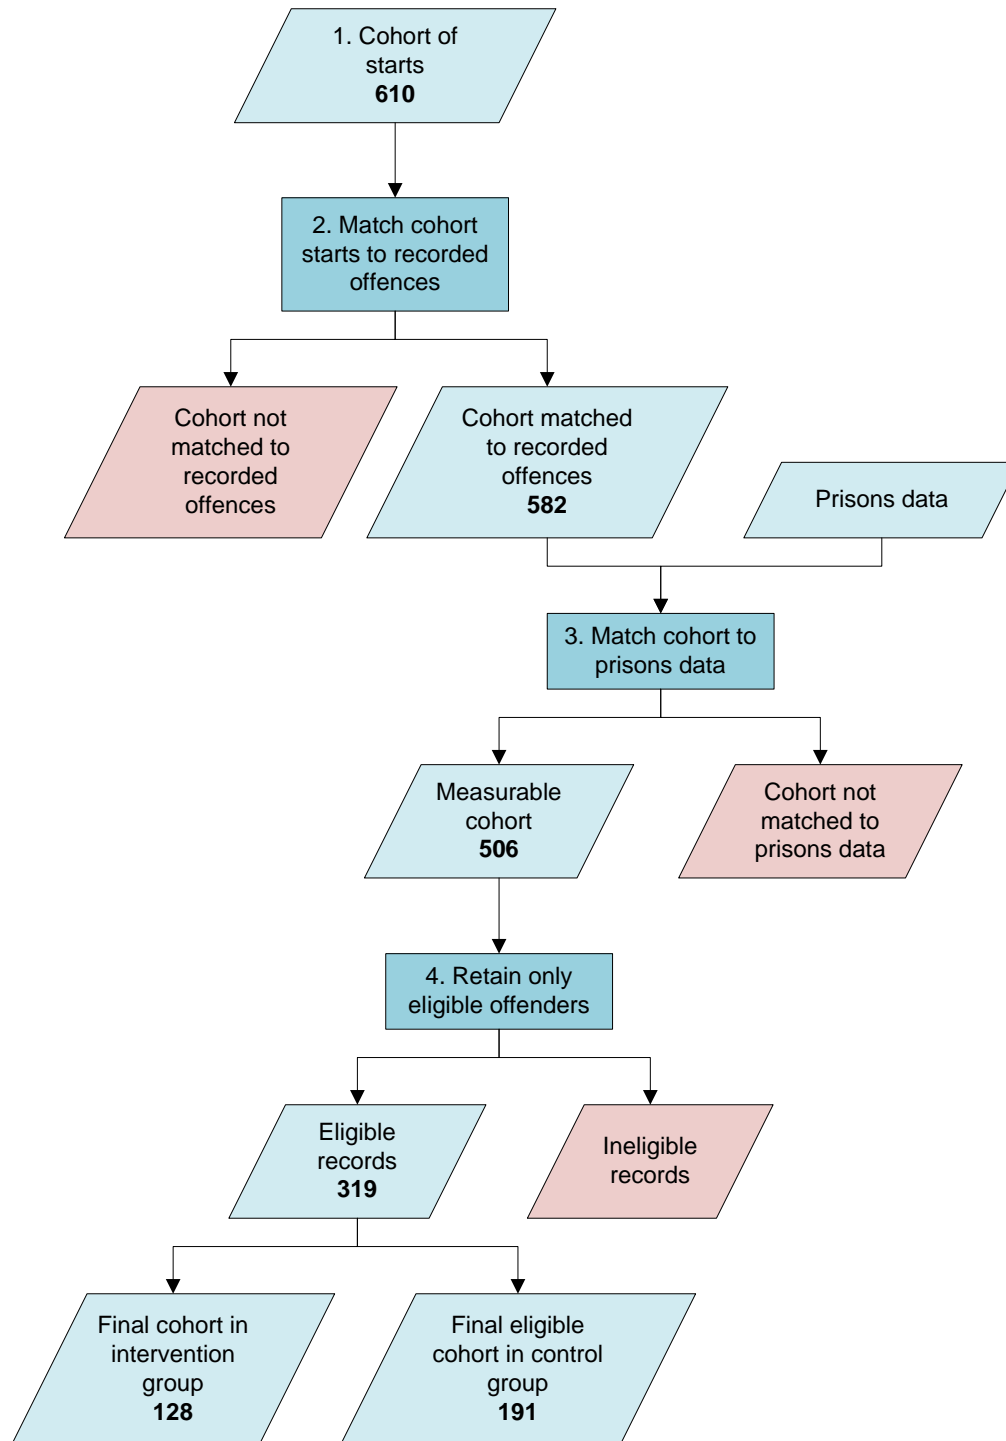 1. Cohort of
starts
610
2. Match cohort
starts to recorded
offences
Cohort not
matched to
recorded
offences
Cohort matched
to recorded
offences
582
Prisons data
3. Match cohort to
prisons data
Measurable
cohort
506
Cohort not
matched to
prisons data
4. Retain only
eligible offenders
Eligible
records
319
Ineligible
records
Final cohort in
intervention
group
128
Final eligible
cohort in control
group
191